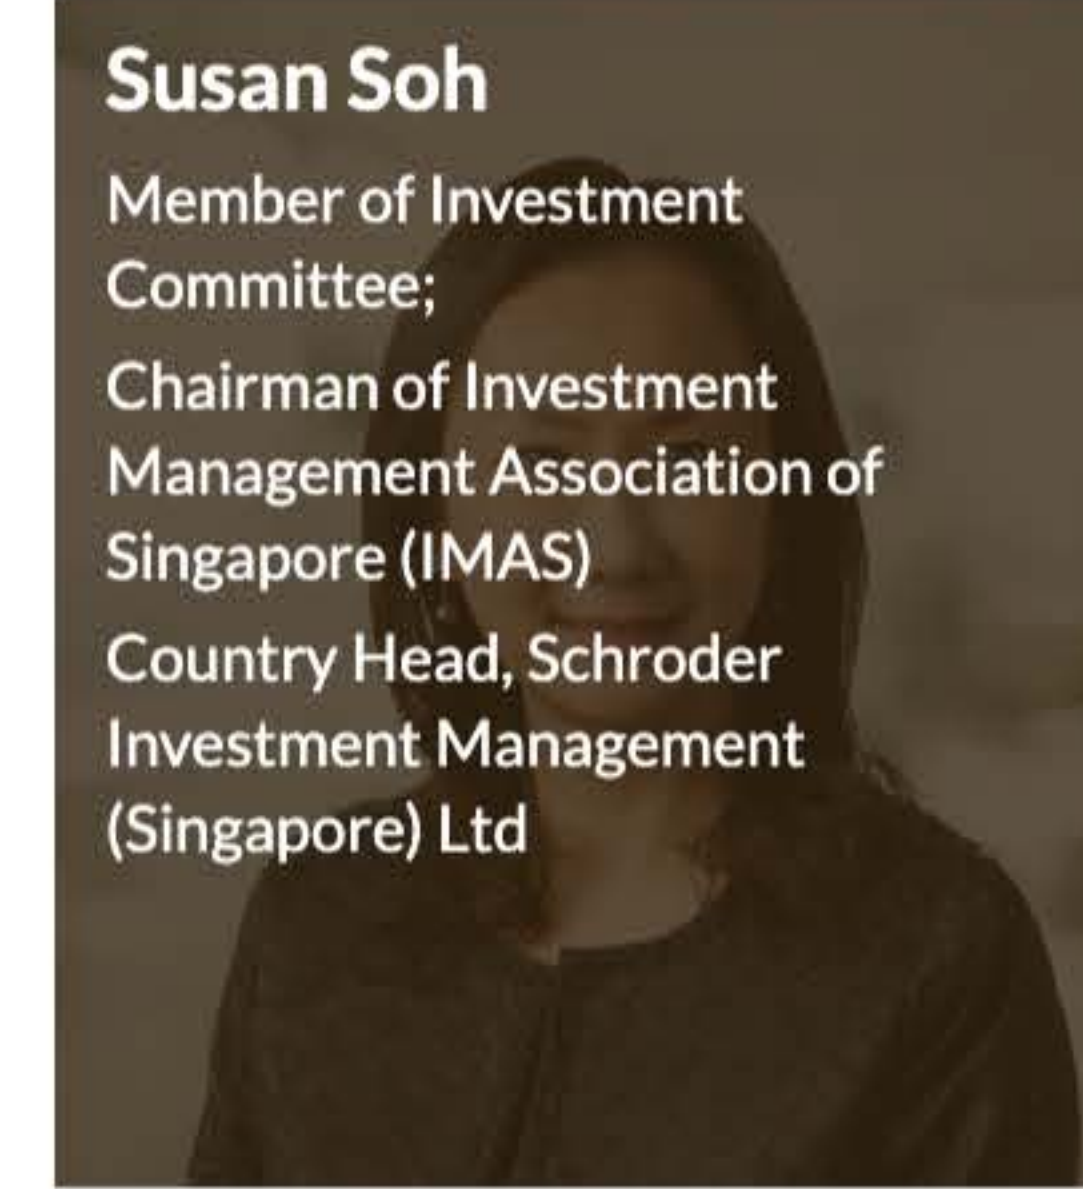 Susan Soh
Member of Investment
Committee;
Chairman of Investment
Management Association of
Singapore (IMAS)
Country Head, Schroder
Investment Management
(Singapore) Ltd